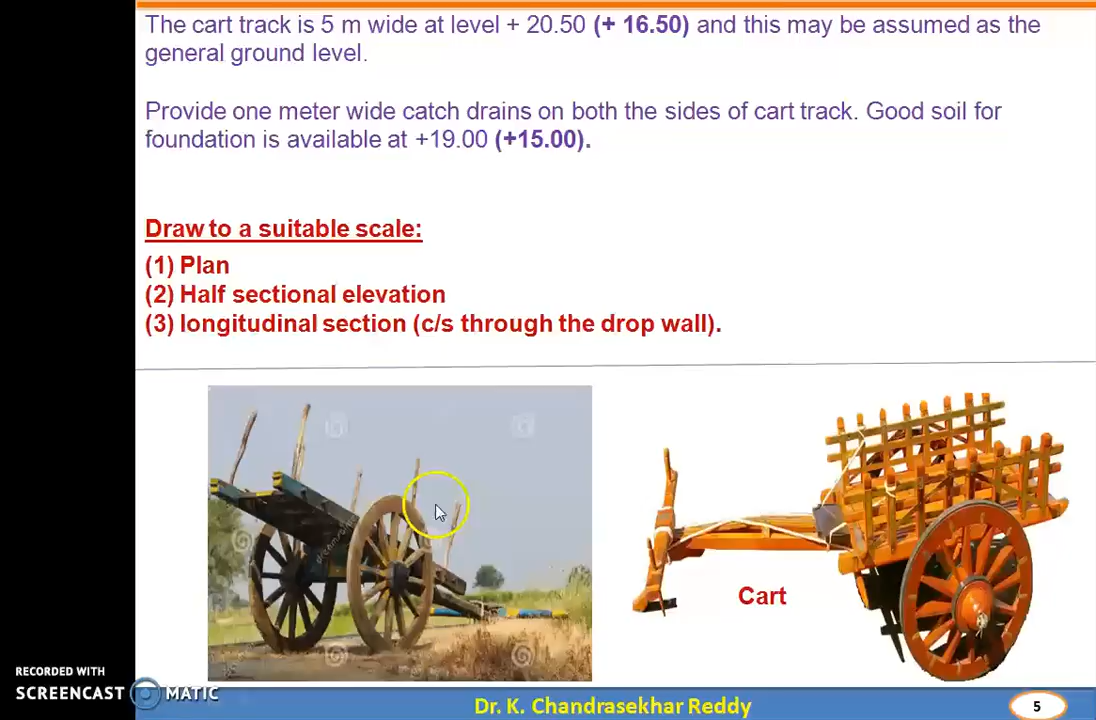 The cart track is 5 m wide at level + 20.50 (+ 16.50) and this may be assumed as the
general ground level.
Provide one meter wide catch drains on both the sides of cart track. Good soil for
foundation is available at +19.00 (+15.00).
Draw to a suitable scale:
(1) Plan
(2) Half sectional elevation
(3) longitudinal section (c/s through the drop wall).
Cart
RECORDED WITH
SCREENCAST MATIC
Dr. K. Chandrasekhar Reddy
5